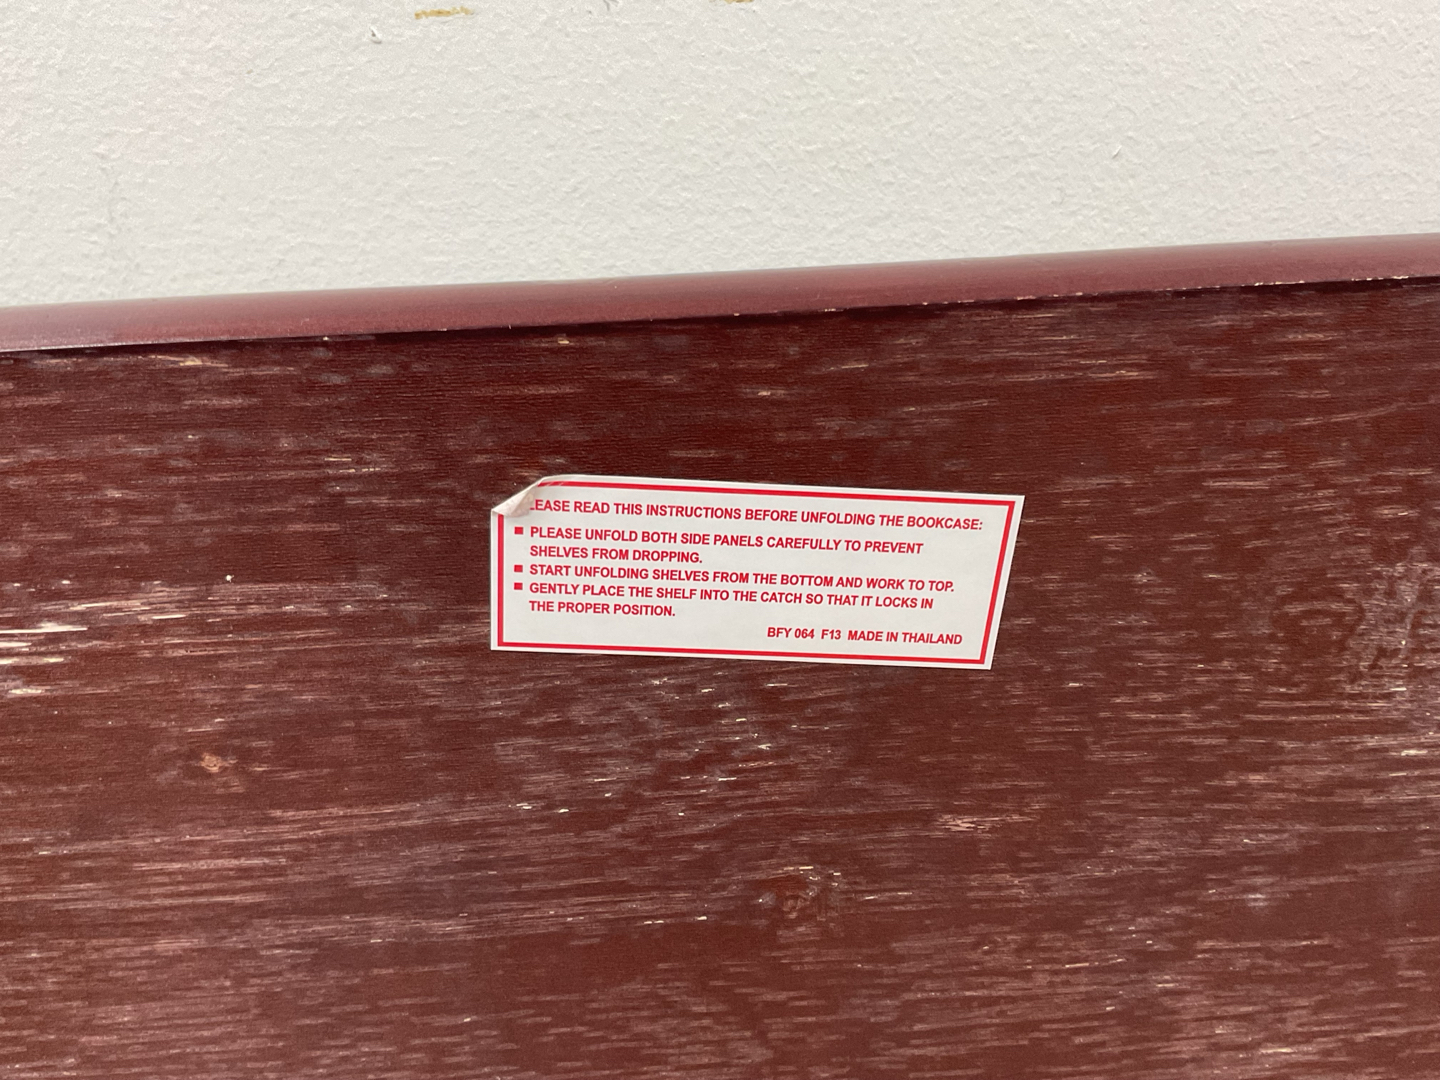 LEASE READ THIS INSTRUCTIONS BEFORE UNFOLDING THE BOOKCASE:
PLEASE UNFOLD BOTH SIDE PANELS CAREFULLY TO PREVENT
SHELVES FROM DROPPING.
START UNFOLDING SHELVES FROM THE BOTTOM AND WORK TO TOP.
GENTLY PLACE THE SHELF INTO THE CATCH SO THAT IT LOCKS IN
THE PROPER POSITION.
BFY 064 F13 MADE IN THAILAND